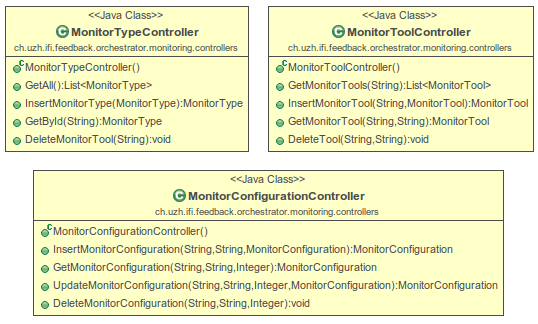 <<Java Class>>
MonitorTypeController
ch.uzh.ifi.feedback.orchestrator.monitoring.controllers
MonitorTypeController()
GetAll():List<MonitorType>
InsertMonitorType(MonitorType):MonitorType
GetById(String):MonitorType
DeleteMonitorTool(String):void
<<Java Class>>
MonitorToolController
ch.uzh.ifi.feedback.orchestrator.monitoring.controllers
MonitorToolController()
GetMonitorTools(String):List<MonitorTool>
InsertMonitorTool(String,MonitorTool):MonitorTool
GetMonitorTool(String,String):MonitorTool
DeleteTool(String,String):void
<<Java Class>>
MonitorConfigurationController
ch.uzh.ifi.feedback.orchestrator.monitoring.controllers
MonitorConfigurationController()
InsertMonitorConfiguration(String,String,MonitorConfiguration):MonitorConfiguration
GetMonitorConfiguration(String,String,Integer):MonitorConfiguration
UpdateMonitorConfiguration(String,String,Integer,MonitorConfiguration):MonitorConfiguration
DeleteMonitorConfiguration(String,String,Integer):void